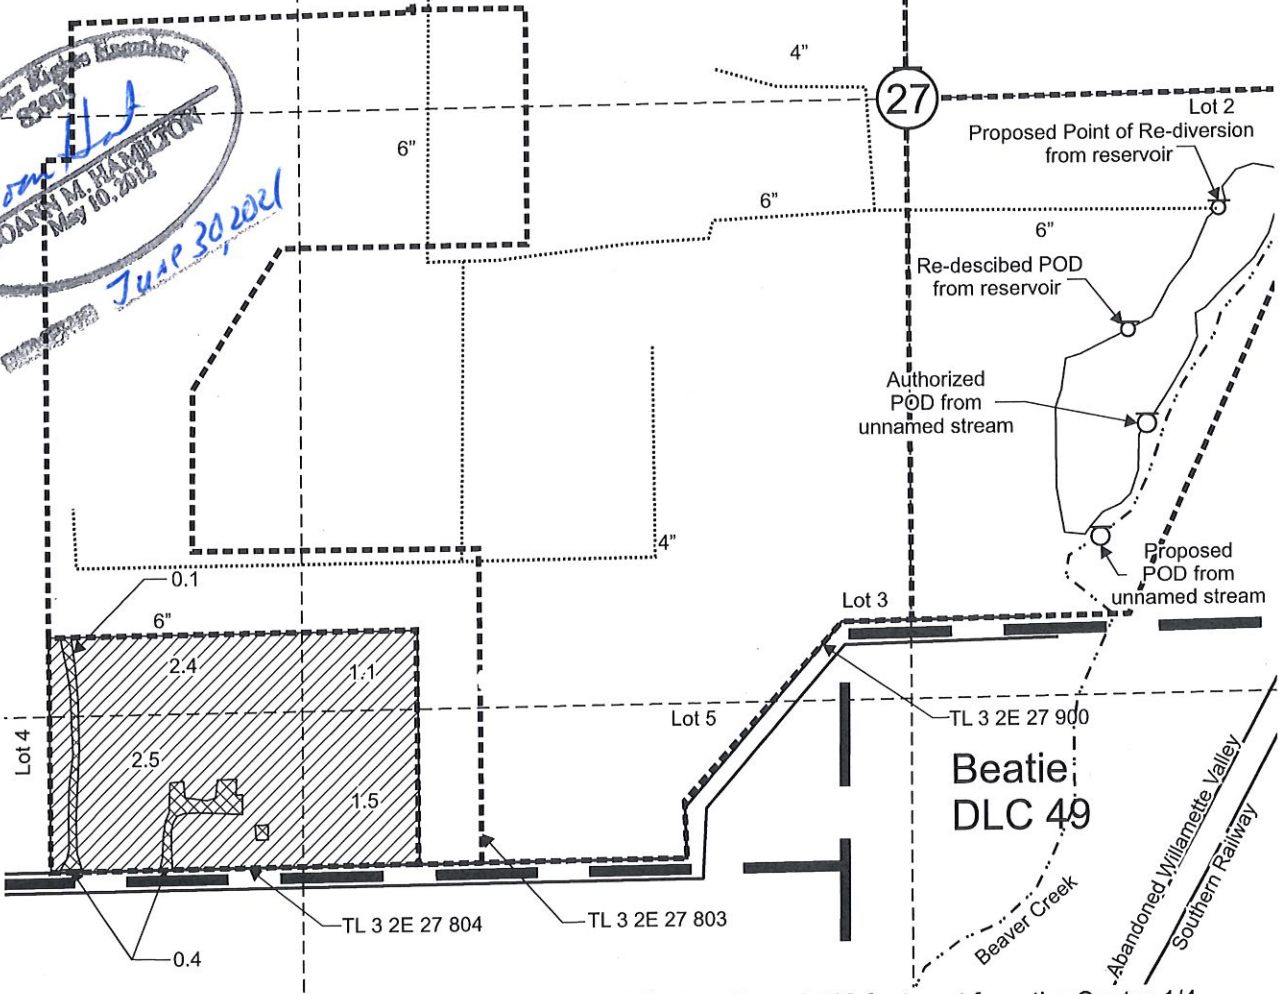 4"
27
Lot 2
Proposed Point of Re-diversion
from reservoir
6"
6"
6"
Rights Examiner
JOANN M. HAMILTON
May 10, 2012
June 30, 2021
Re-descibed POD
from reservoir
Authorized
POD from
unnamed stream
4"
Proposed
POD from
unnamed stream
0.1
6"
Lot 3
2.4
1.1
Lot 5
TL 3 2E 27 900
Lot 4
2.5
1.5
Beatie
DLC 49
Abandoned Willamette Valley
Southern Railway
TL 3 2E 27 804
TL 3 2E 27 803
Beaver Creek
0.4